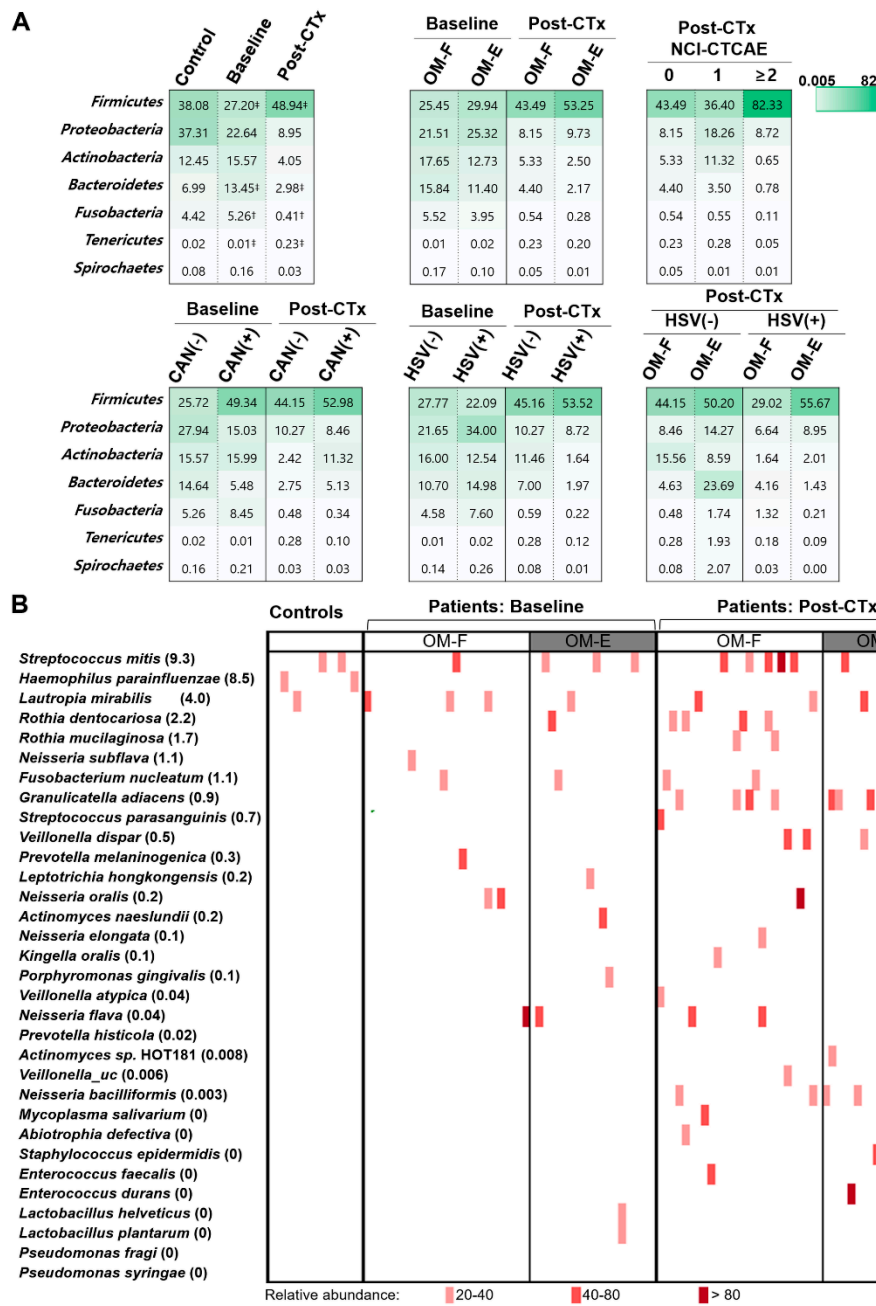 A
Control Baseline Post-CTx
Firmicutes 38.08 27.20‡ 48.94‡
Proteobacteria 37.31 22.64 8.95
Actinobacteria 12.45 15.57 4.05
Bacteroidetes 6.99 13.45‡ 2.98‡
Fusobacteria 4.42 5.26† 0.41†
Tenericutes 0.02 0.01‡ 0.23‡
Spirochaetes 0.08 0.16 0.03
Baseline Post-CTx
OM-F OM-E OM-F OM-E
25.45 29.94 43.49 53.25
21.51 25.32 8.15 9.73
17.65 12.73 5.33 2.50
15.84 11.40 4.40 2.17
5.52 3.95 0.54 0.28
0.01 0.02 0.23 0.20
0.17 0.10 0.05 0.01
Post-CTx
NCI-CTCAE
0 1 ≥2
43.49 36.40 82.33
8.15 18.26 8.72
5.33 11.32 0.65
4.40 3.50 0.78
0.54 0.55 0.11
0.23 0.28 0.05
0.05 0.01 0.01
0.005 82
Baseline Post-CTx
CAN(-) CAN(+) CAN(-) CAN(+)
Firmicutes 25.72 49.34 44.15 52.98
Proteobacteria 27.94 15.03 10.27 8.46
Actinobacteria 15.57 15.99 2.42 11.32
Bacteroidetes 14.64 5.48 2.75 5.13
Fusobacteria 5.26 8.45 0.48 0.34
Tenericutes 0.02 0.01 0.28 0.10
Spirochaetes 0.16 0.21 0.03 0.03
Baseline Post-CTx
HSV(-) HSV(+) HSV(-) HSV(+)
27.77 22.09 45.16 53.52
21.65 34.00 10.27 8.72
16.00 12.54 11.46 1.64
10.70 14.98 7.00 1.97
4.58 7.60 0.59 0.22
0.01 0.02 0.28 0.12
0.14 0.26 0.08 0.01
Post-CTx
HSV(-) HSV(+)
OM-F OM-E OM-F OM-E
44.15 50.20 29.02 55.67
8.46 14.27 6.64 8.95
15.56 8.59 1.64 2.01
4.63 23.69 4.16 1.43
0.48 1.74 1.32 0.21
0.28 1.93 0.18 0.09
0.08 2.07 0.03 0.00
B
Controls Patients: Baseline Patients: Post-CTx
OM-F OM-E OM-F
Streptococcus mitis (9.3)
Haemophilus parainfluenzae (8.5)
Lautropia mirabilis (4.0)
Rothia dentocariosa (2.2)
Rothia mucilaginosa (1.7)
Neisseria subflava (1.1)
Fusobacterium nucleatum (1.1)
Granulicatella adiacens (0.9)
Streptococcus parasanguinis (0.7)
Veillonella dispar (0.5)
Prevotella melaninogenica (0.3)
Leptotrichia hongkongensis (0.2)
Neisseria oralis (0.2)
Actinomyces naeslundii (0.2)
Neisseria elongata (0.1)
Kingella oralis (0.1)
Porphyromonas gingivalis (0.1)
Veillonella atypica (0.04)
Neisseria flava (0.04)
Prevotella histicola (0.02)
Actinomyces sp. HOT181 (0.008)
Veillonella_uc (0.006)
Neisseria bacilliformis (0.003)
Mycoplasma salivarium (0)
Abiotrophia defectiva (0)
Staphylococcus epidermidis (0)
Enterococcus faecalis (0)
Enterococcus durans (0)
Lactobacillus helveticus (0)
Lactobacillus plantarum (0)
Pseudomonas fragi (0)
Pseudomonas syringae (0)
Relative abundance: 20-40 40-80 > 80